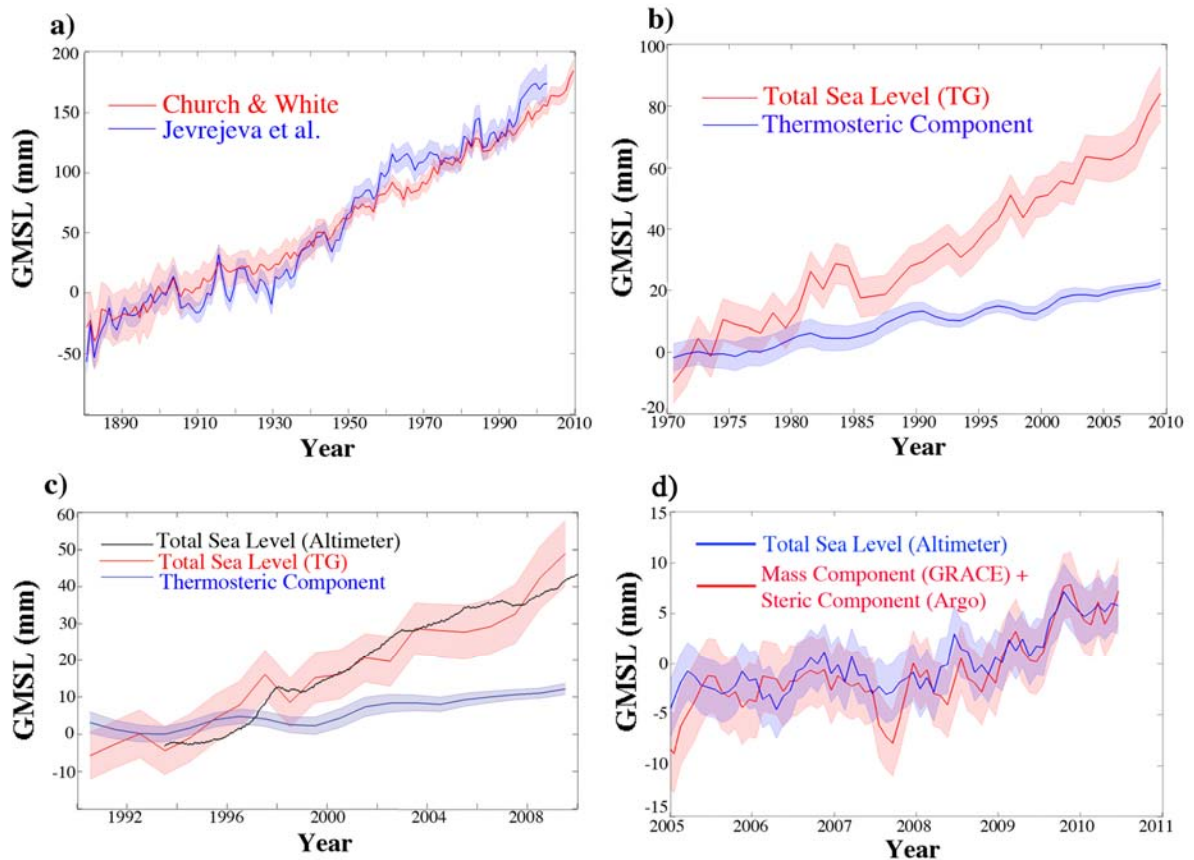 a)
Church & White
Jevrejeva et al.
GMSL (mm)
200
150
100
50
0
-50
1890 1910 1930 1950 1970 1990 2010
Year
b)
Total Sea Level (TG)
Thermosteric Component
GMSL (mm)
100
80
60
40
20
0
-20
1970 1975 1980 1985 1990 1995 2000 2005 2010
Year
c)
Total Sea Level (Altimeter)
Total Sea Level (TG)
Thermosteric Component
GMSL (mm)
60
50
40
30
20
10
0
-10
1992 1996 2000 2004 2008
Year
d)
Total Sea Level (Altimeter)
Mass Component (GRACE) +
Steric Component (Argo)
GMSL (mm)
15
10
5
0
-5
-10
-15
2005 2006 2007 2008 2009 2010 2011
Year